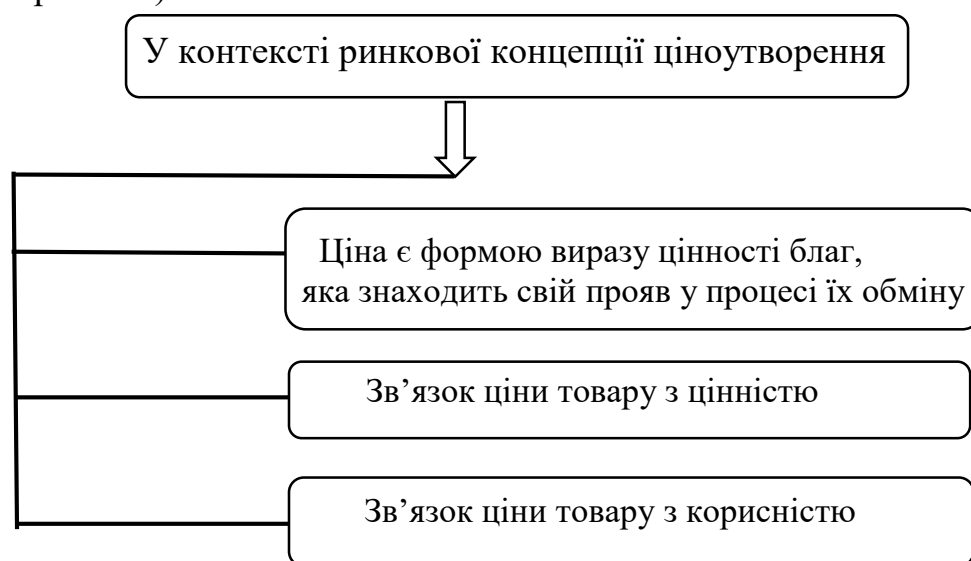 У контексті ринкової концепції ціноутворення
Ціна є формою виразу цінності благ,
яка знаходить свій прояв у процесі їх обміну
Зв’язок ціни товару з цінністю
Зв’язок ціни товару з корисністю